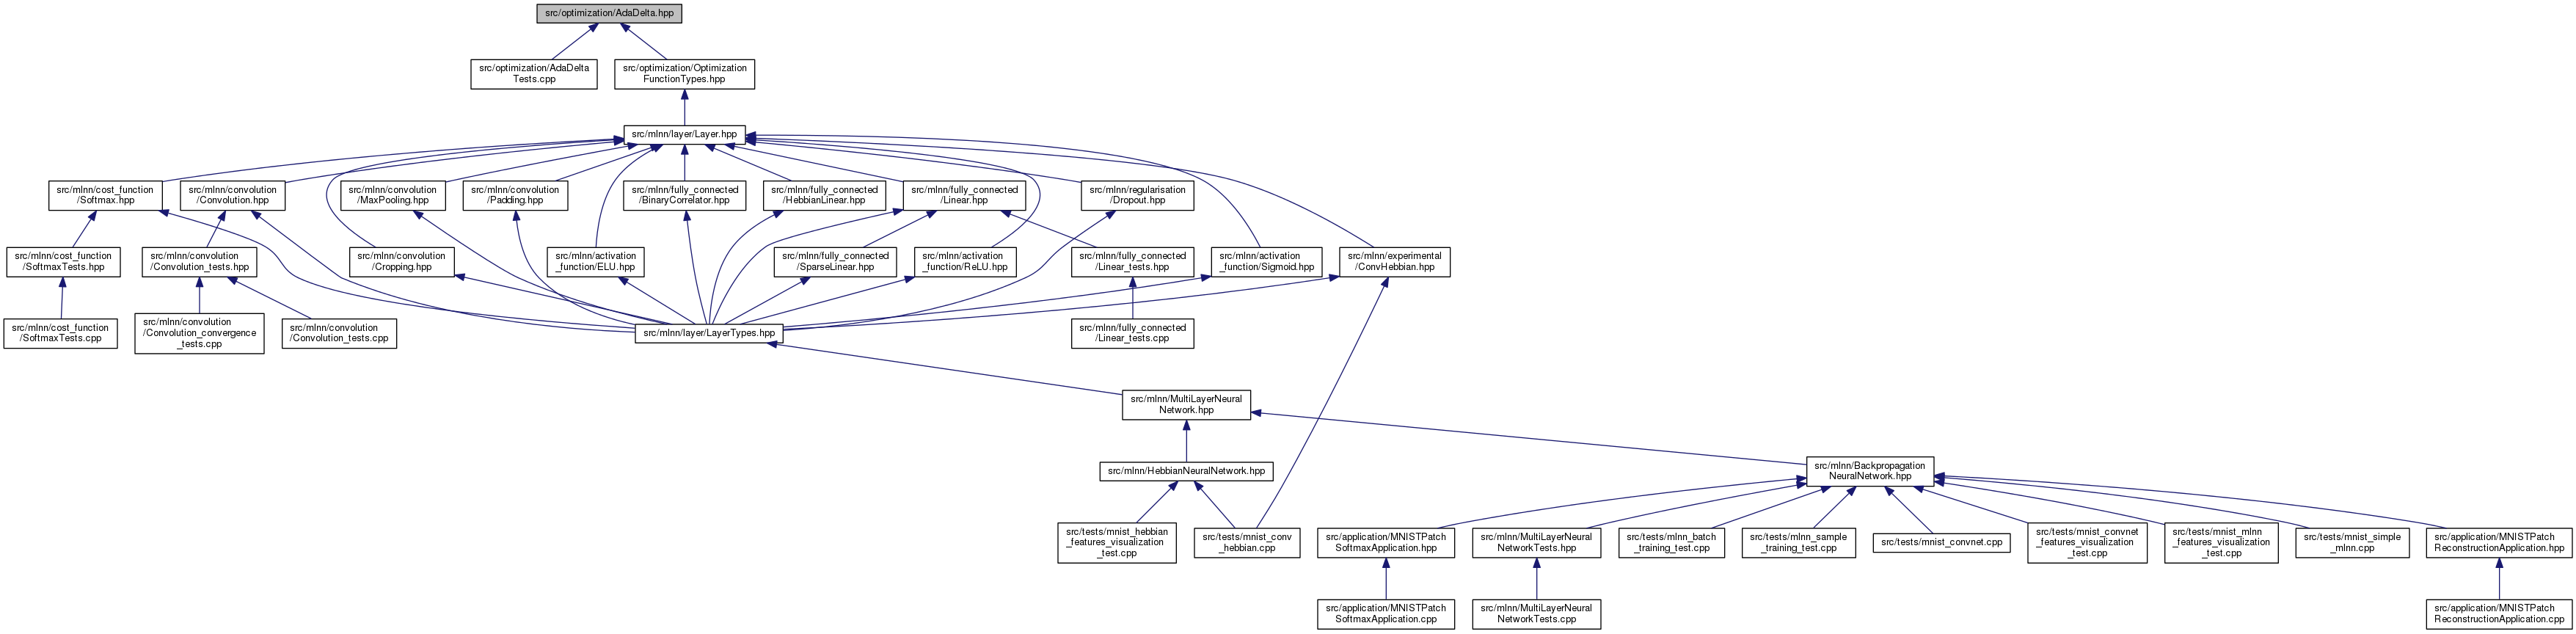 src/optimization/AdaDelta.hpp
src/optimization/AdaDelta
Tests.cpp
src/optimization/Optimization
FunctionTypes.hpp
src/mlnn/layer/Layer.hpp
src/mlnn/cost_function
/Softmax.hpp
src/mlnn/convolution
/Convolution.hpp
src/mlnn/convolution
/MaxPooling.hpp
src/mlnn/convolution
/Padding.hpp
src/mlnn/fully_connected
/BinaryCorrelator.hpp
src/mlnn/fully_connected
/HebbianLinear.hpp
src/mlnn/fully_connected
/Linear.hpp
src/mlnn/regularisation
/Dropout.hpp
src/mlnn/cost_function
/SoftmaxTests.hpp
src/mlnn/convolution
/Convolution_tests.hpp
src/mlnn/convolution
/Cropping.hpp
src/mlnn/activation
_function/ELU.hpp
src/mlnn/fully_connected
/SparseLinear.hpp
src/mlnn/activation
_function/ReLU.hpp
src/mlnn/fully_connected
/Linear_tests.hpp
src/mlnn/activation
_function/Sigmoid.hpp
src/mlnn/experimental
/ConvHebbian.hpp
src/mlnn/cost_function
/SoftmaxTests.cpp
src/mlnn/convolution
/Convolution_convergence
_tests.cpp
src/mlnn/convolution
/Convolution_tests.cpp
src/mlnn/layer/LayerTypes.hpp
src/mlnn/fully_connected
/Linear_tests.cpp
src/mlnn/MultiLayerNeural
Network.hpp
src/mlnn/HebbianNeuralNetwork.hpp
src/mlnn/Backpropagation
NeuralNetwork.hpp
src/tests/mnist_hebbian
_features_visualization
_test.cpp
src/tests/mnist_conv
_hebbian.cpp
src/application/MNISTPatch
SoftmaxApplication.hpp
src/mlnn/MultiLayerNeural
NetworkTests.hpp
src/tests/mlnn_batch
_training_test.cpp
src/tests/mlnn_sample
_training_test.cpp
src/tests/mnist_convnet.cpp
src/tests/mnist_convnet
_features_visualization
_test.cpp
src/tests/mnist_mlnn
_features_visualization
_test.cpp
src/tests/mnist_simple
_mlnn.cpp
src/application/MNISTPatch
ReconstructionApplication.hpp
src/application/MNISTPatch
SoftmaxApplication.cpp
src/mlnn/MultiLayerNeural
NetworkTests.cpp
src/application/MNISTPatch
ReconstructionApplication.cpp